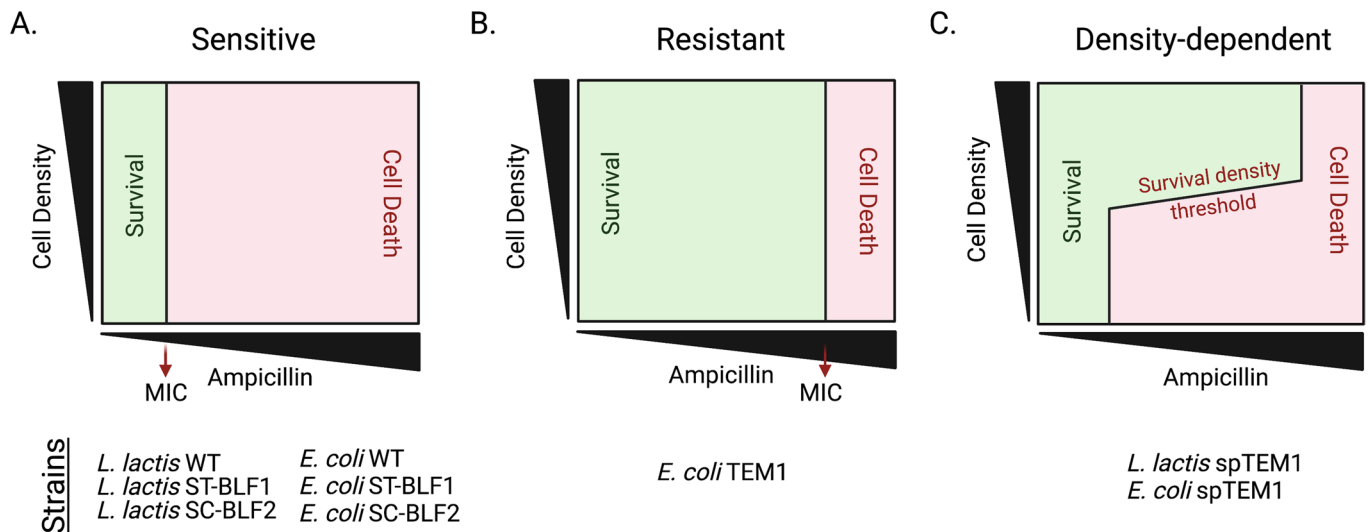 A.
Sensitive
Cell Density
Survival
Cell Death
Ampicillin
MIC
B.
Resistant
Cell Density
Survival
Cell Death
Ampicillin
MIC
C.
Density-dependent
Cell Density
Survival
Survival density
threshold
Cell Death
Ampicillin
Strains
L. lactis WT
L. lactis ST-BLF1
L. lactis SC-BLF2
E. coli WT
E. coli ST-BLF1
E. coli SC-BLF2
E. coli TEM1
L. lactis spTEM1
E. coli spTEM1